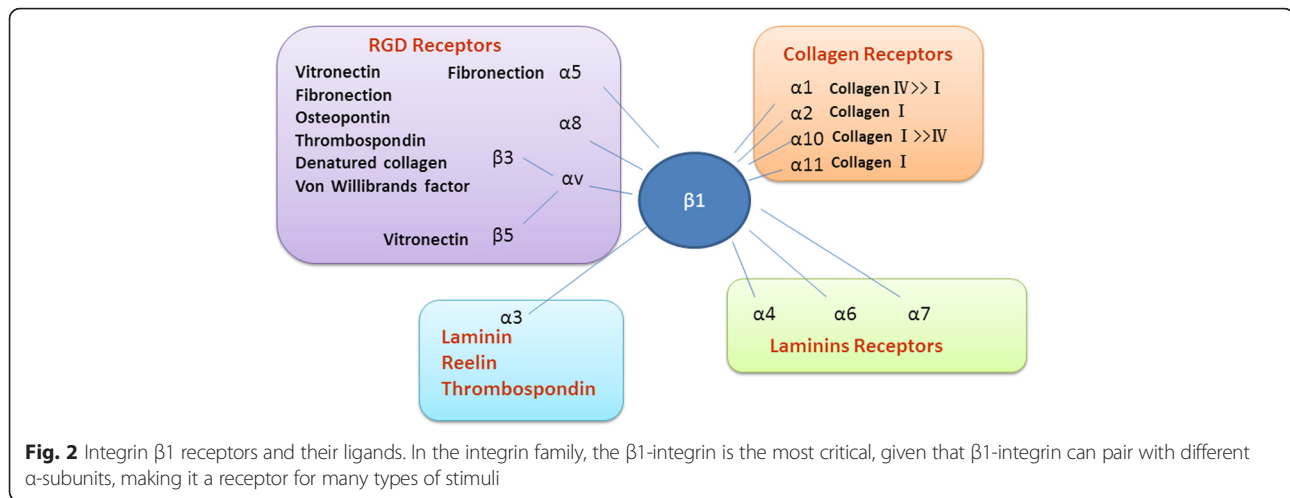 RGD Receptors
Vitronectin
Fibronection
Osteopontin
Thrombospondin
Denatured collagen
Von Willibrands factor
Fibronection α5
α8
β3
αv
Vitronectin β5
β1
Collagen Receptors
α1 Collagen Ⅳ>> Ⅰ
α2 Collagen Ⅰ
α10 Collagen Ⅰ >>Ⅳ
α11 Collagen Ⅰ
α3
Laminin
Reelin
Thrombospondin
α4 α6 α7
Laminins Receptors
Fig. 2 Integrin β1 receptors and their ligands. In the integrin family, the β1-integrin is the most critical, given that β1-integrin can pair with different
α-subunits, making it a receptor for many types of stimuli